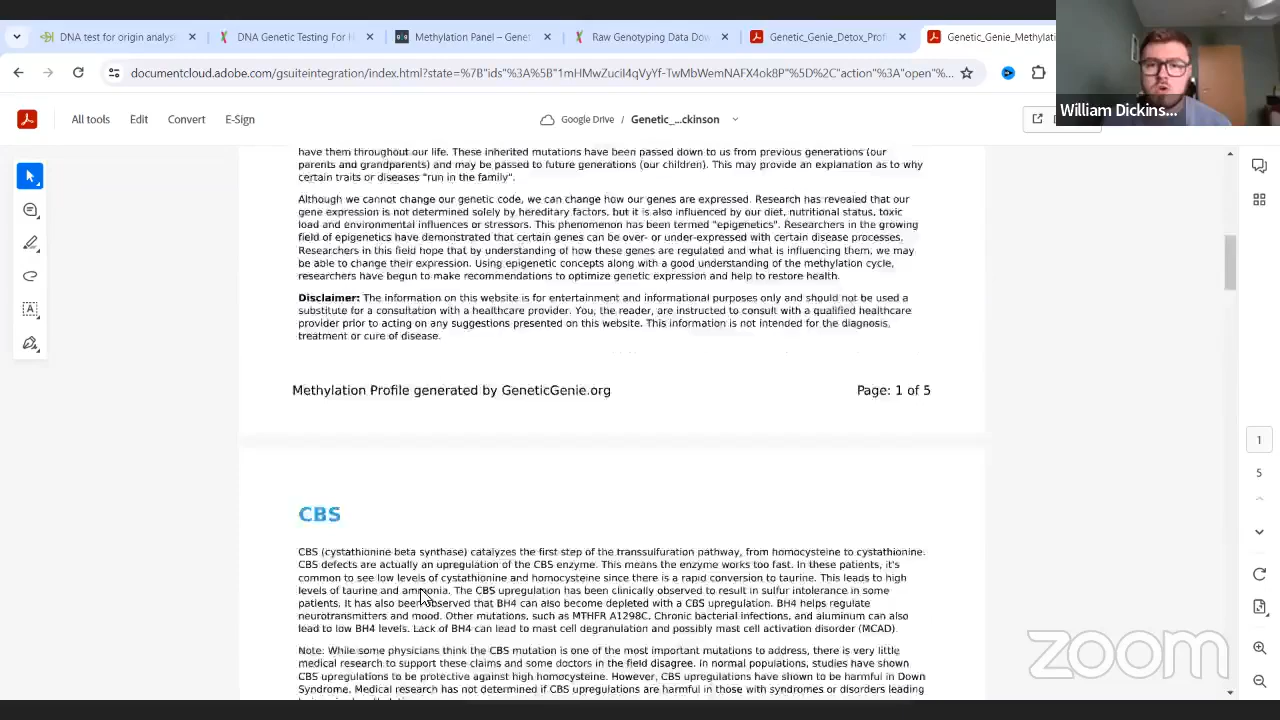 DNA test for origin analys
DNA Genetic Testing For H
Methylation Panel – Genet
Raw Genotyping Data Dow
Genetic_Genie_Detox_Prof
Genetic_Genie_Methylati
documentcloud.adobe.com/gsuiteintegration/index.html?state=%7B"ids"%3A%5B"1mHMwZuciI4qVyYf-TwMbWemNAFX4ok8P"%5D%2C"action"%3A"open"%...
William Dickins...
All tools
Edit
Convert
E-Sign
Google Drive / Genetic_...ckinson
have them throughout our life. These inherited mutations have been passed down to us from previous generations (our
parents and grandparents) and may be passed to future generations (our children). This may provide an explanation as to why
certain traits or diseases "run in the family".
Although we cannot change our genetic code, we can change how our genes are expressed. Research has revealed that our
gene expression is not determined solely by hereditary factors, but it is also influenced by our diet, nutritional status, toxic
load and environmental influences or stressors. This phenomenon has been termed "epigenetics". Researchers in the growing
field of epigenetics have demonstrated that certain genes can be over- or under-expressed with certain disease processes.
Researchers in this field hope that by understanding of how these genes are regulated and what is influencing them, we may
be able to change their expression. Using epigenetic concepts along with a good understanding of the methylation cycle,
researchers have begun to make recommendations to optimize genetic expression and help to restore health.
Disclaimer: The information on this website is for entertainment and informational purposes only and should not be used a
substitute for a consultation with a healthcare provider. You, the reader, are instructed to consult with a qualified healthcare
provider prior to acting on any suggestions presented on this website. This information is not intended for the diagnosis,
treatment or cure of disease.
Methylation Profile generated by GeneticGenie.org
Page: 1 of 5
1
5
CBS
CBS (cystathionine beta synthase) catalyzes the first step of the transsulfuration pathway, from homocysteine to cystathionine.
CBS defects are actually an upregulation of the CBS enzyme. This means the enzyme works too fast. In these patients, it's
common to see low levels of cystathionine and homocysteine since there is a rapid conversion to taurine. This leads to high
levels of taurine and ammonia. The CBS upregulation has been clinically observed to result in sulfur intolerance in some
patients. It has also been observed that BH4 can also become depleted with a CBS upregulation. BH4 helps regulate
neurotransmitters and mood. Other mutations, such as MTHFR A1298C, Chronic bacterial infections, and aluminum can also
lead to low BH4 levels. Lack of BH4 can lead to mast cell degranulation and possibly mast cell activation disorder (MCAD).
Note: While some physicians think the CBS mutation is one of the most important mutations to address, there is very little
medical research to support these claims and some doctors in the field disagree. In normal populations, studies have shown
CBS upregulations to be protective against high homocysteine. However, CBS upregulations have shown to be harmful in Down
Syndrome. Medical research has not determined if CBS upregulations are harmful in those with syndromes or disorders leading
zoom